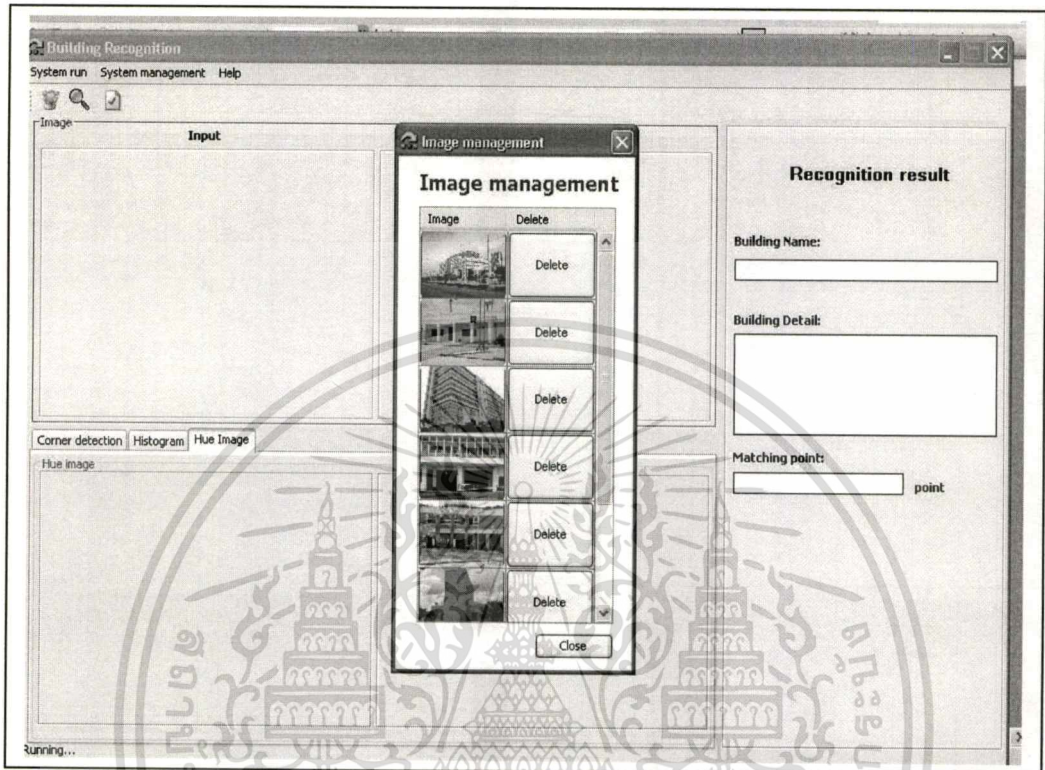 Building Recognition
System run System management Help
Image
Input
Image management
Image management
Image Delete
Delete
Delete
Delete
Delete
Delete
Delete
Close
Recognition result
Building Name:
Building Detail:
Matching point:
point
Corner detection Histogram Hue Image
Hue image
Running...